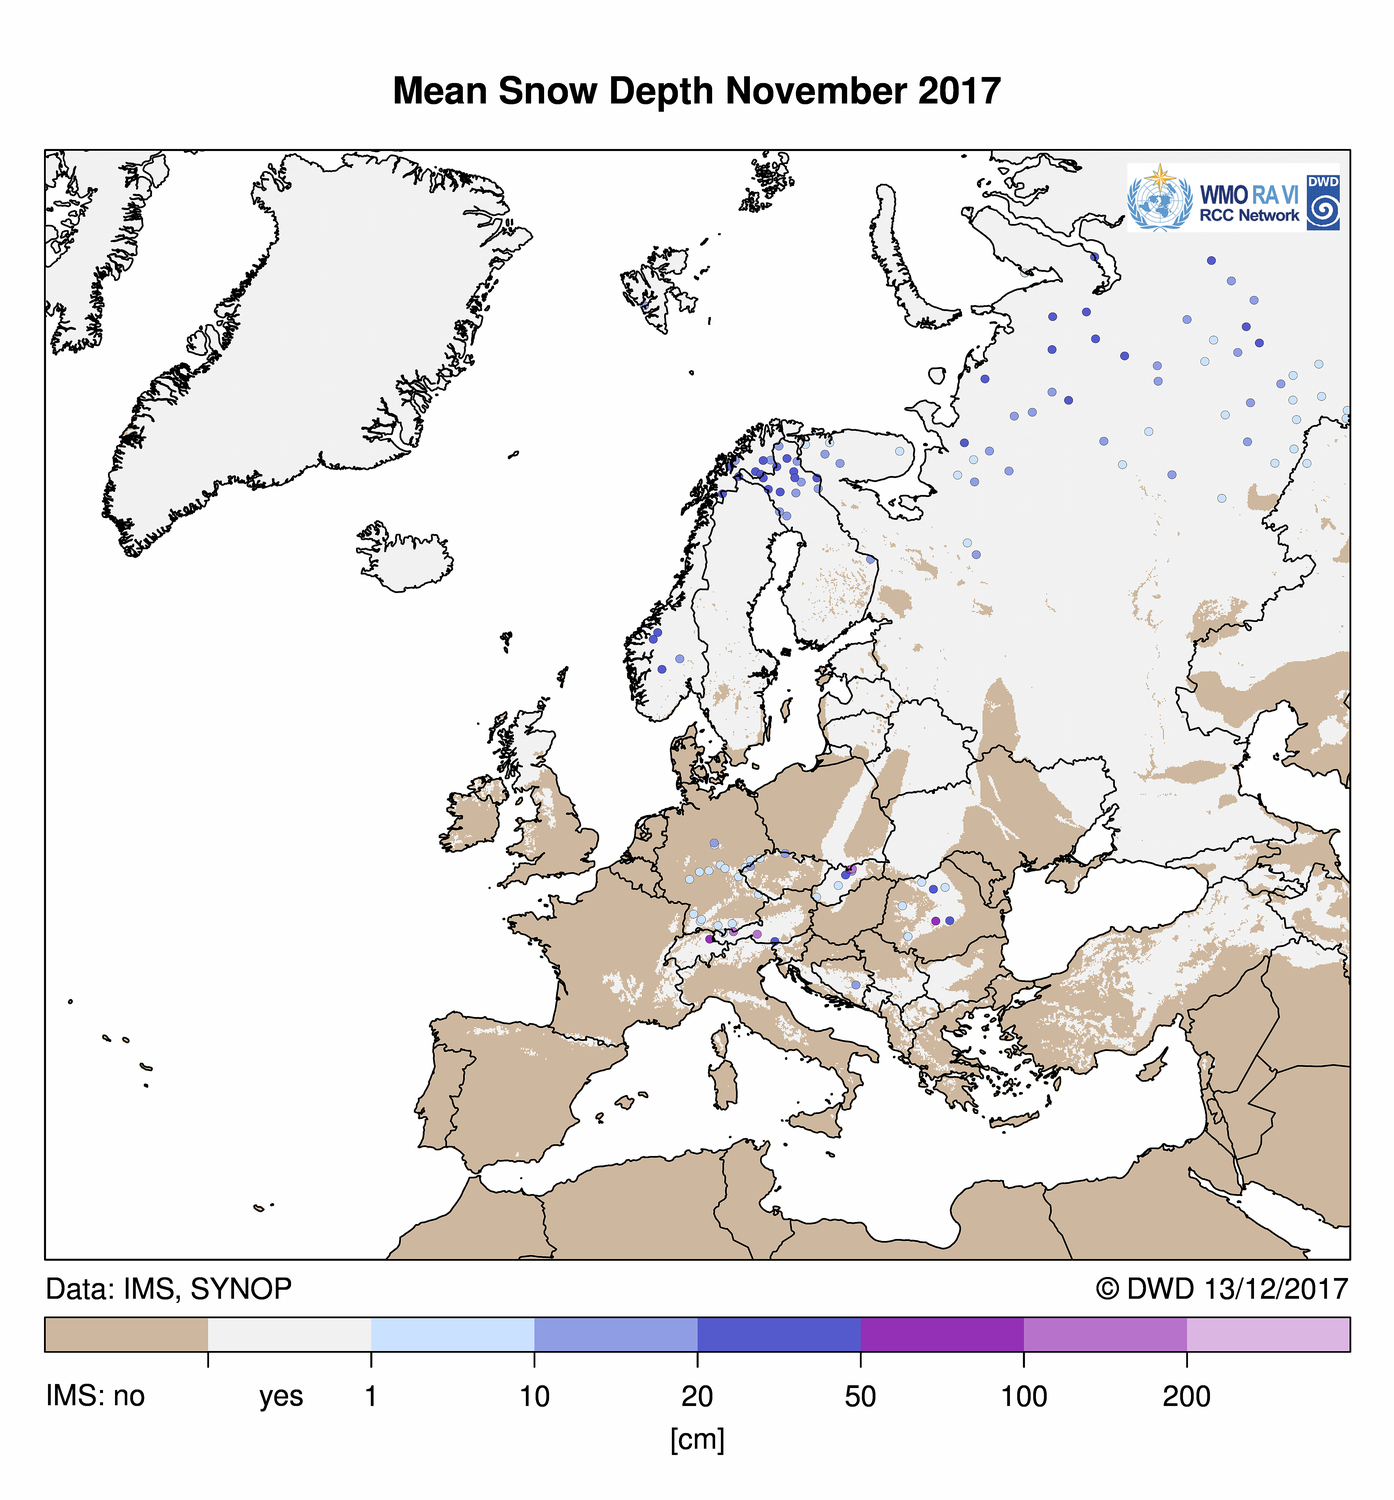 Mean Snow Depth November 2017
WMO RA VI
RCC Network
DWD
Data: IMS, SYNOP
© DWD 13/12/2017
IMS: no yes 1 10 20 50 100 200
[cm]